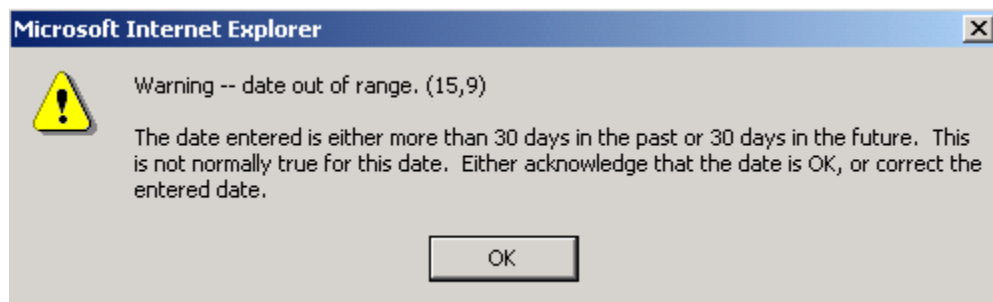 Microsoft Internet Explorer
Warning -- date out of range. (15,9)
The date entered is either more than 30 days in the past or 30 days in the future.  This
is not normally true for this date.  Either acknowledge that the date is OK, or correct the
entered date.
OK